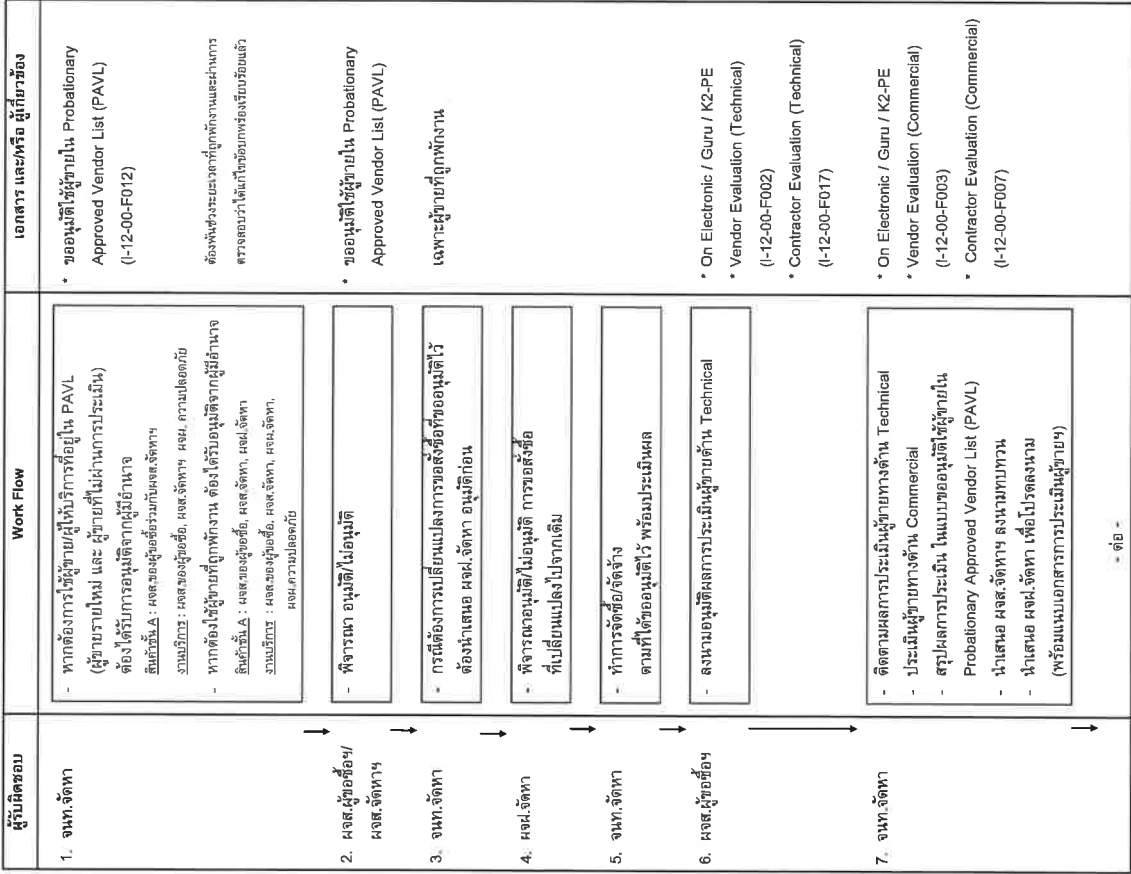 ผู้รับผิดชอบ
Work Flow
เอกสาร และ/หรือ ผู้เกี่ยวข้อง
1. จนท.จัดหา
- หากต้องการใช้ผู้ขาย/ผู้ให้บริการที่อยู่ใน PAVL
(ผู้ขายรายใหม่ และ ผู้ขายที่ไม่ผ่านการประเมิน)
ต้องได้รับการอนุมัติจากผู้มีอำนาจ
สินค้าชั้น A : ผจส.ของผู้ขอซื้อร่วมกับผจส.จัดหาฯ
งานบริการ : ผจส.ของผู้ขอซื้อ, ผจส.จัดหาฯ ผจผ. ความปลอดภัย
- หากต้องใช้ผู้ขายที่ถูกพักงาน ต้องได้รับอนุมัติจากผู้มีอำนาจ
สินค้าชั้น A : ผจส.ของผู้ขอซื้อ, ผจส.จัดหา, ผจฝ.จัดหา
งานบริการ : ผจส.ของผู้ขอซื้อ, ผจส.จัดหา, ผจฝ.จัดหา,
ผจผ.ความปลอดภัย
* ขออนุมัติใช้ผู้ขายใน Probationary
Approved Vendor List (PAVL)
(I-12-00-F012)
ต้องพ้นช่วงระยะเวลาที่ถูกพักงานและผ่านการ
ตรวจสอบว่าได้แก้ไขข้อบกพร่องเรียบร้อยแล้ว
2. ผจส.ผู้ขอซื้อฯ/
ผจส.จัดหาฯ
- พิจารณา อนุมัติ/ไม่อนุมัติ
* ขออนุมัติใช้ผู้ขายใน Probationary
Approved Vendor List (PAVL)
3. จนท.จัดหา
- กรณีต้องการเปลี่ยนแปลงการขอสั่งซื้อที่ขออนุมัติไว้
ต้องนำเสนอ ผจฝ.จัดหา อนุมัติก่อน
เฉพาะผู้ขายที่ถูกพักงาน
4. ผจฝ.จัดหา
- พิจารณาอนุมัติ/ไม่อนุมัติ การขอสั่งซื้อ
ที่เปลี่ยนแปลงไปจากเดิม
5. จนท.จัดหา
- ทำการจัดซื้อ/จัดจ้าง
ตามที่ได้ขออนุมัติไว้ พร้อมประเมินผล
6. ผจส.ผู้ขอซื้อฯ
- ลงนามอนุมัติผลการประเมินผู้ขายด้าน Technical
* On Electronic / Guru / K2-PE
* Vendor Evaluation (Technical)
(I-12-00-F002)
* Contractor Evaluation (Technical)
(I-12-00-F017)
7. จนท.จัดหา
- ติดตามผลการประเมินผู้ขายทางด้าน Technical
- ประเมินผู้ขายทางด้าน Commercial
- สรุปผลการประเมิน ในแบบขออนุมัติใช้ผู้ขายใน
Probationary Approved Vendor List (PAVL)
- นำเสนอ ผจส.จัดหาฯ ลงนามทบทวน
- นำเสนอ ผจฝ.จัดหา เพื่อโปรดลงนาม
(พร้อมแนบเอกสารการประเมินผู้ขายฯ)
* On Electronic / Guru / K2-PE
* Vendor Evaluation (Commercial)
(I-12-00-F003)
* Contractor Evaluation (Commercial)
(I-12-00-F007)
- ต่อ -